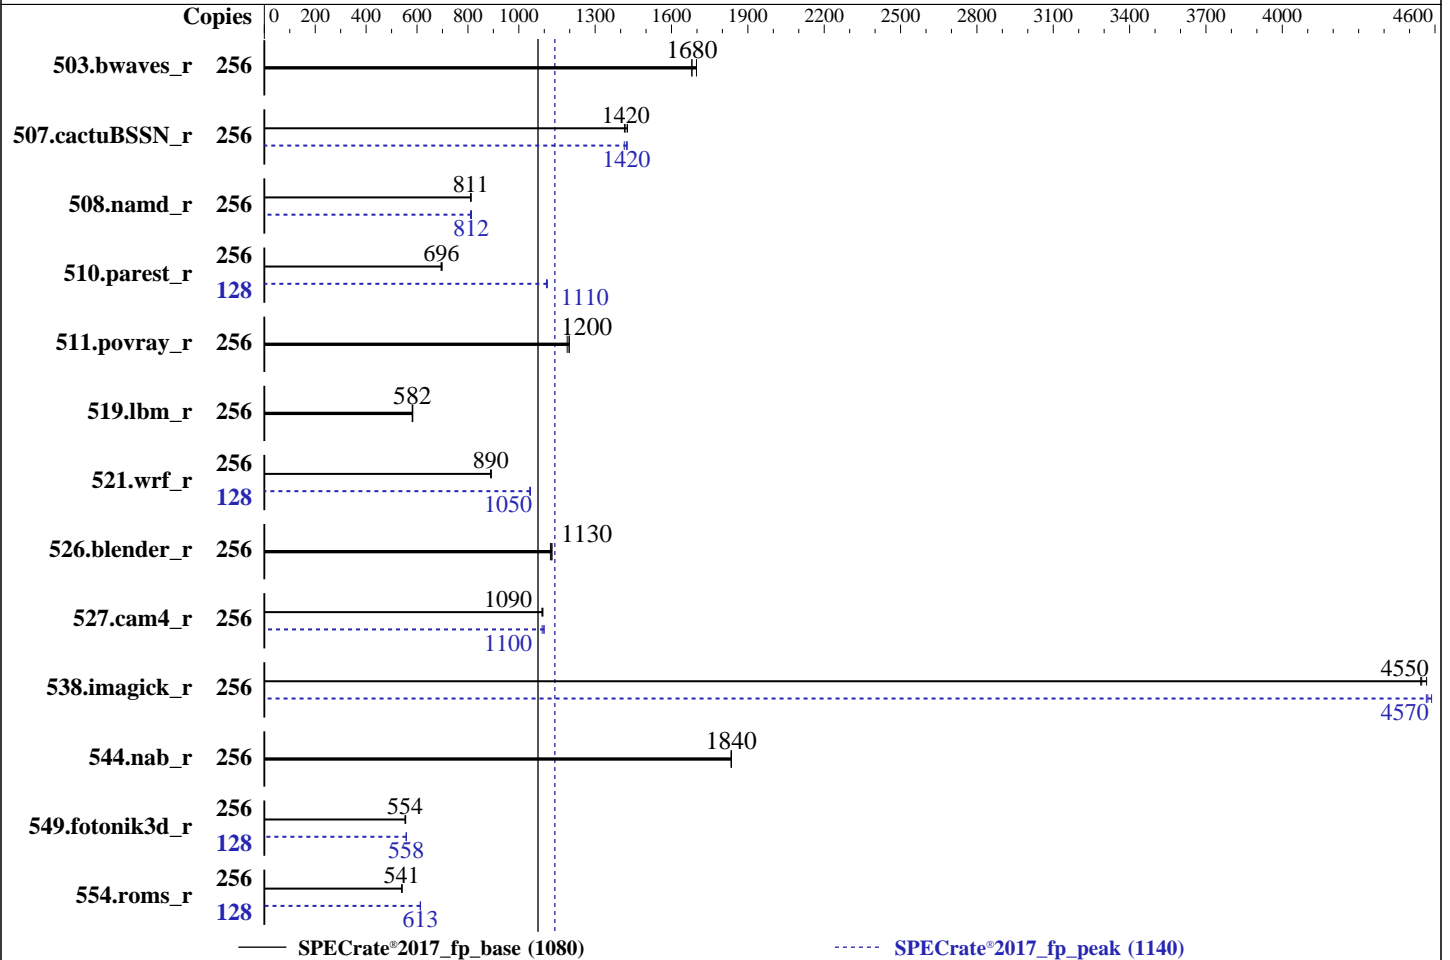 Copies 0 200 400 600 800 1000 1300 1600 1900 2200 2500 2800 3100 3400 3700 4000 4600
503.bwaves_r 256 1680
507.cactuBSSN_r 256 1420
1420
508.namd_r 256 811
812
510.parest_r 256 696
128 1110
511.povray_r 256 1200
519.lbm_r 256 582
521.wrf_r 256 890
128 1050
526.blender_r 256 1130
527.cam4_r 256 1090
1100
538.imagick_r 256 4550
4570
544.nab_r 256 1840
549.fotonik3d_r 256 554
128 558
554.roms_r 256 541
128 613
SPECrate®2017_fp_base (1080) SPECrate®2017_fp_peak (1140)